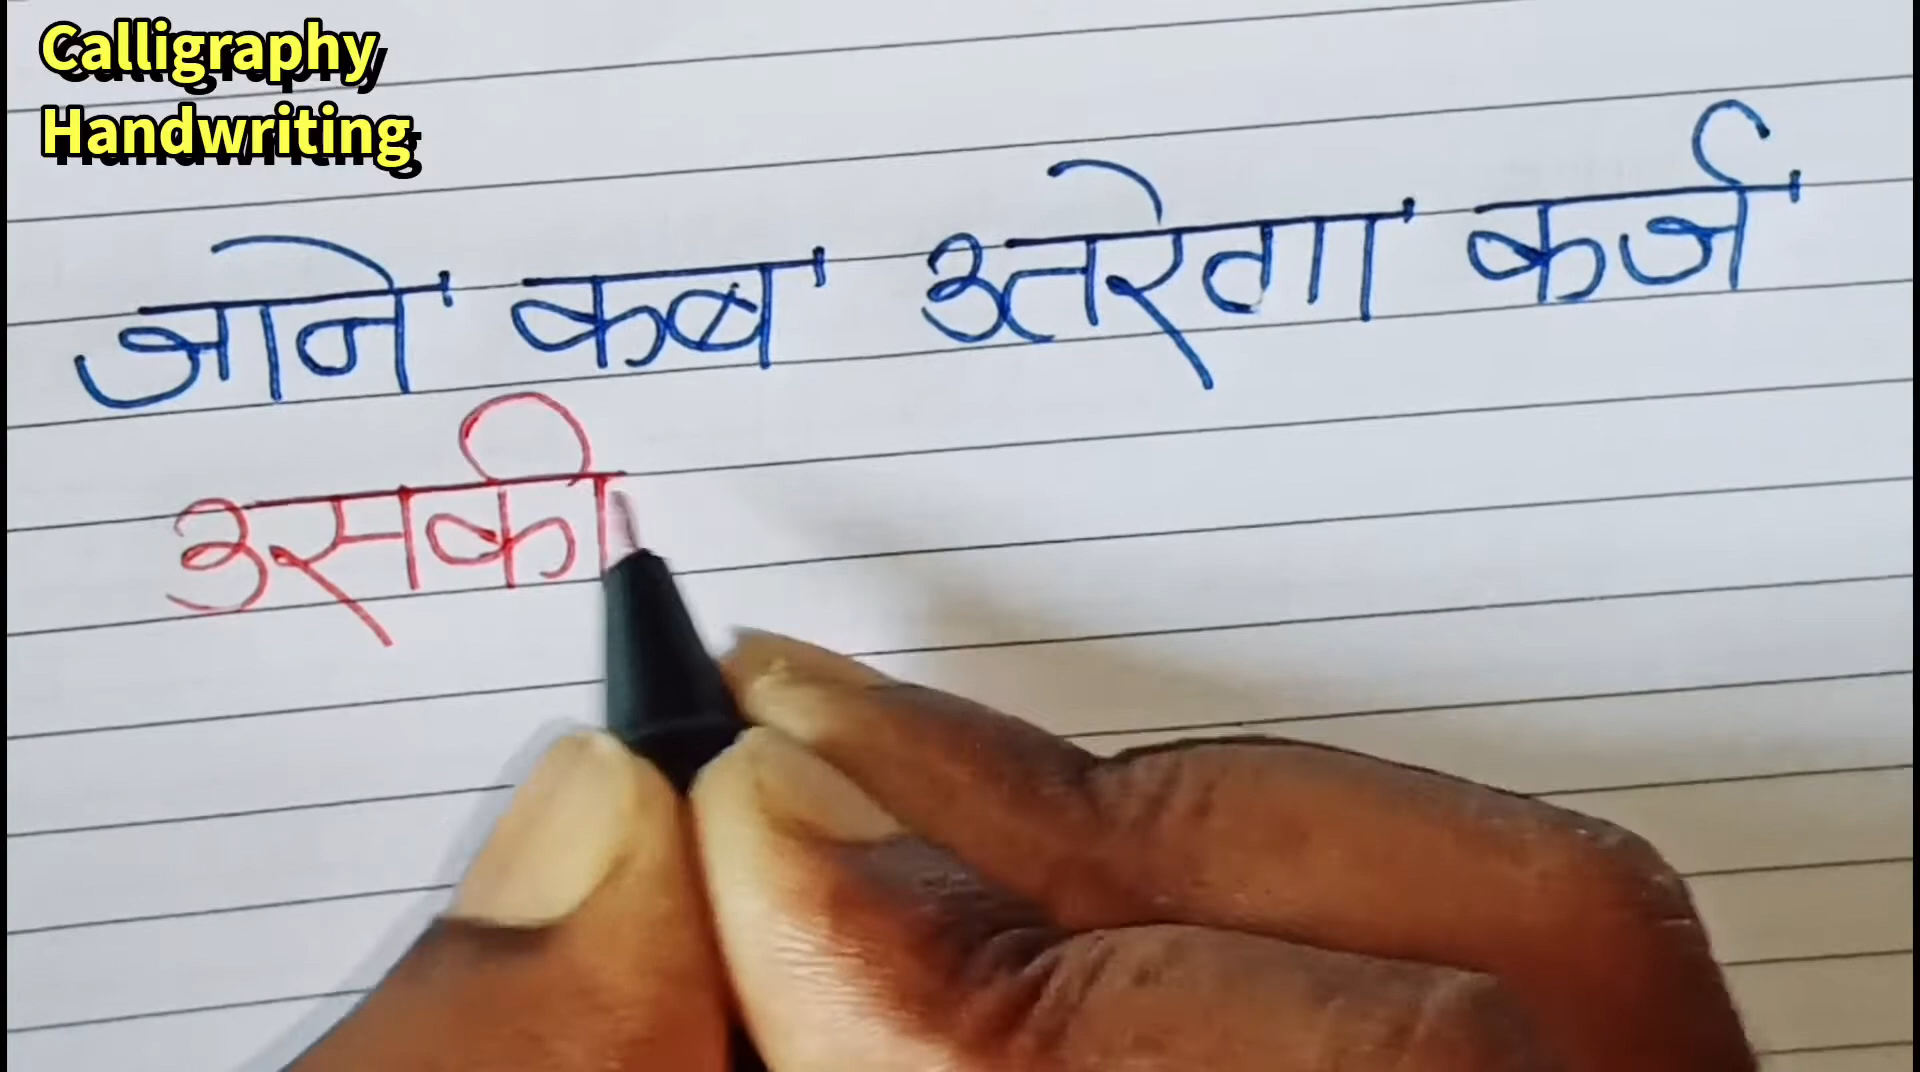 Calligraphy
Handwriting
जाने कब उतरेगा कर्ज
उसकी